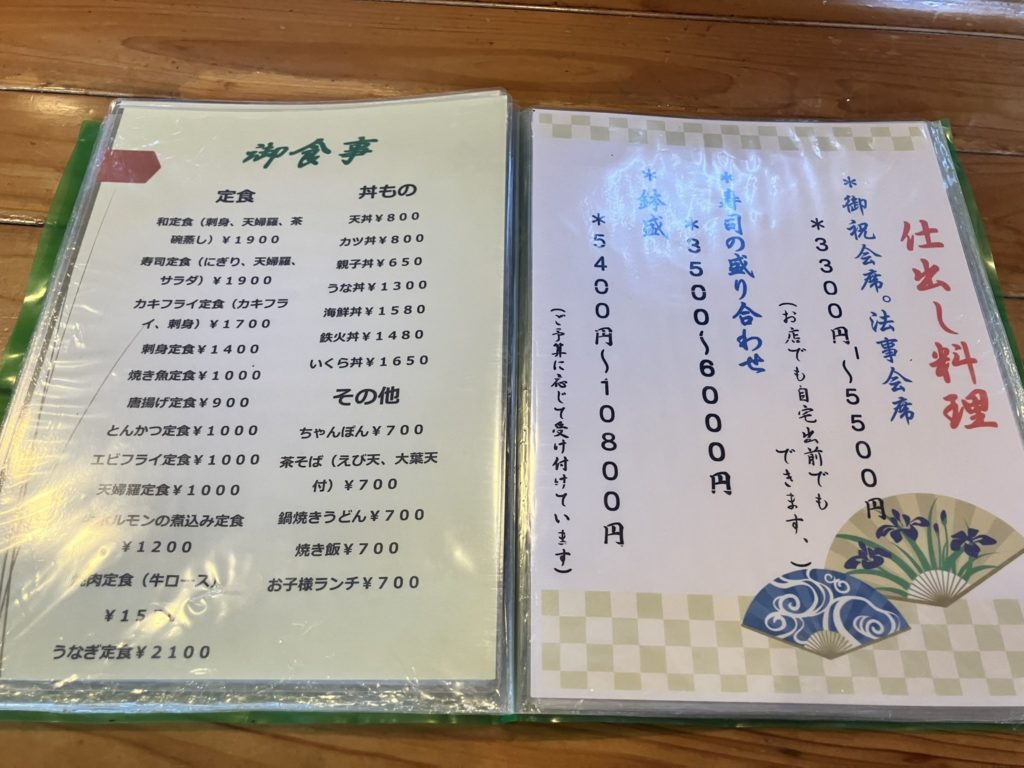 御食事
定食
和定食（刺身、天婦羅、茶
碗蒸し）￥１９００
寿司定食（にぎり、天婦羅、
サラダ）￥１９００
カキフライ定食（カキフラ
イ、刺身）￥１７００
刺身定食￥１４００
焼き魚定食￥１０００
唐揚げ定食￥９００
とんかつ定食￥１０００
エビフライ定食￥１０００
天婦羅定食￥１０００
ホルモンの煮込み定食
￥１２００
肉定食（牛ロース）
うなぎ定食￥２１００
丼もの
天丼￥８００
カツ丼￥８００
親子丼￥６５０
うな丼￥１３００
海鮮丼￥１５８０
鉄火丼￥１４８０
いくら丼￥１６５０
その他
ちゃんぽん￥７００
茶そば（えび天、大葉天
付）￥７００
鍋焼きうどん￥７００
焼き飯￥７００
お子様ランチ￥７００
仕出し料理
＊御祝会席。法事会席
＊３３００円ー～５５００円
（お店でも自宅出前でも
できます、）
＊寿司の盛り合わせ
＊３５００～６０００円
＊鉢盛
＊５４００円～１０８００円
（ご予算に応じて受け付けています）